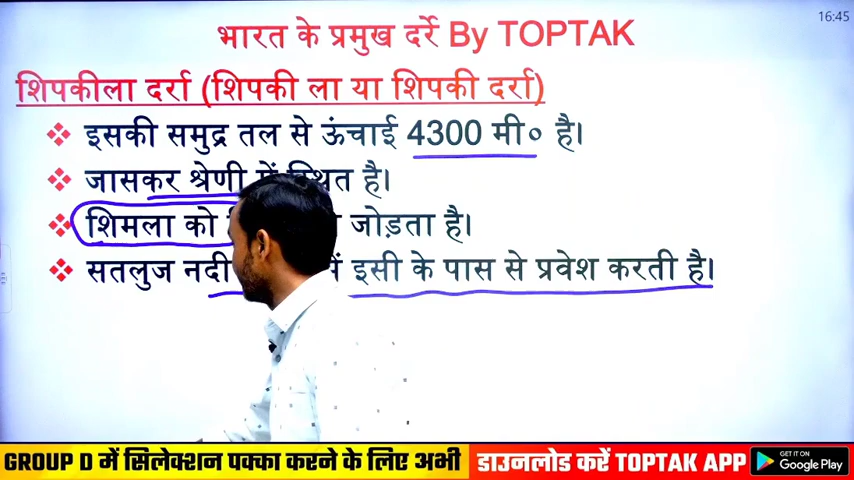 16:45
भारत के प्रमुख दर्रे By TOPTAK
शिपकीला दर्रा (शिपकी ला या शिपकी दर्रा)
❖ इसकी समुद्र तल से ऊंचाई 4300 मी० है।
❖ जासकर श्रेणी में स्थित है।
❖ शिमला को जोड़ता है।
❖ सतलुज नदी में इसी के पास से प्रवेश करती है।
GROUP D में सिलेक्शन पक्का करने के लिए अभी डाउनलोड करें TOPTAK APP GET IT ON Google Play